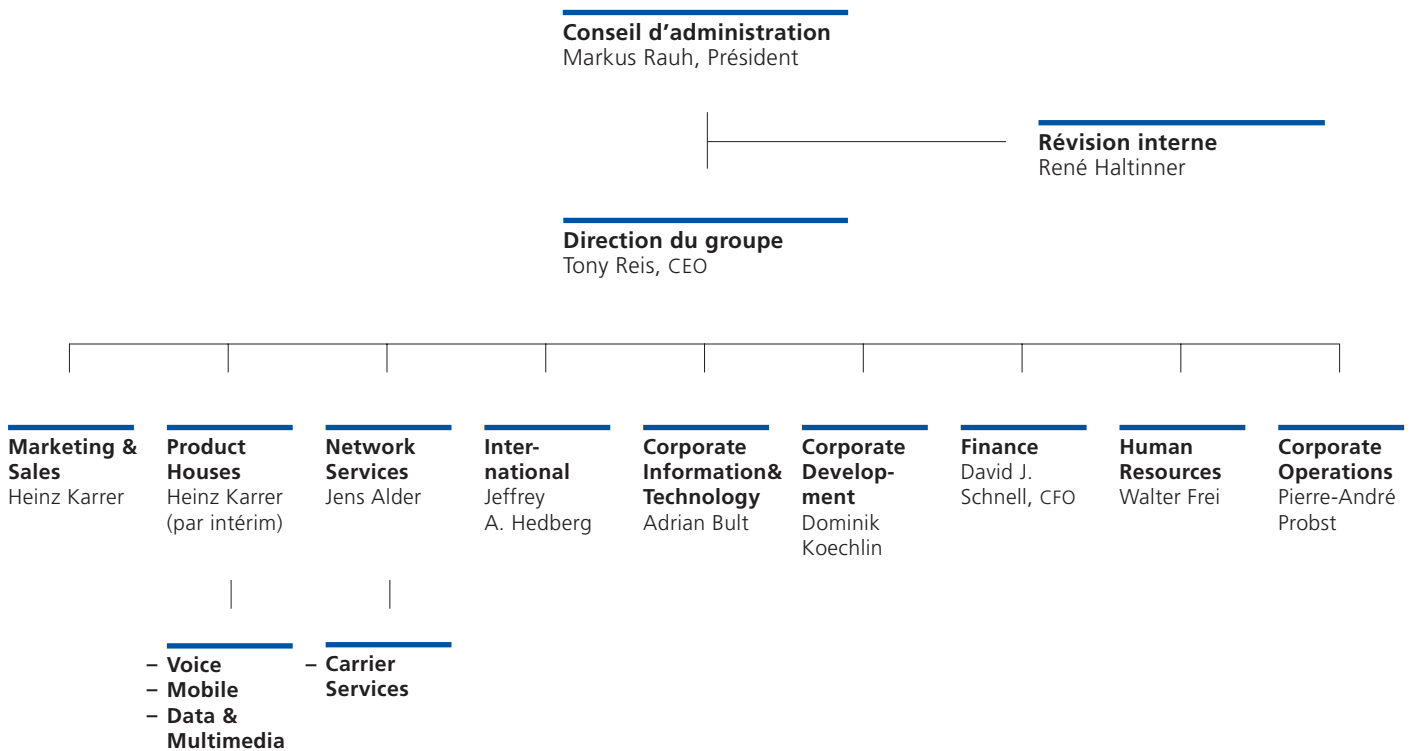 Conseil d’administration
Markus Rauh, Président
Révision interne
René Haltinner
Direction du groupe
Tony Reis, CEO
Marketing &
Sales
Heinz Karrer
Product
Houses
Heinz Karrer
(par intérim)
Network
Services
Jens Alder
Inter-
national
Jeffrey
A. Hedberg
Corporate
Information&
Technology
Adrian Bult
Corporate
Develop-
ment
Dominik
Koechlin
Finance
David J.
Schnell, CFO
Human
Resources
Walter Frei
Corporate
Operations
Pierre-André
Probst
– Voice
– Mobile
– Data &
Multimedia
– Carrier
Services